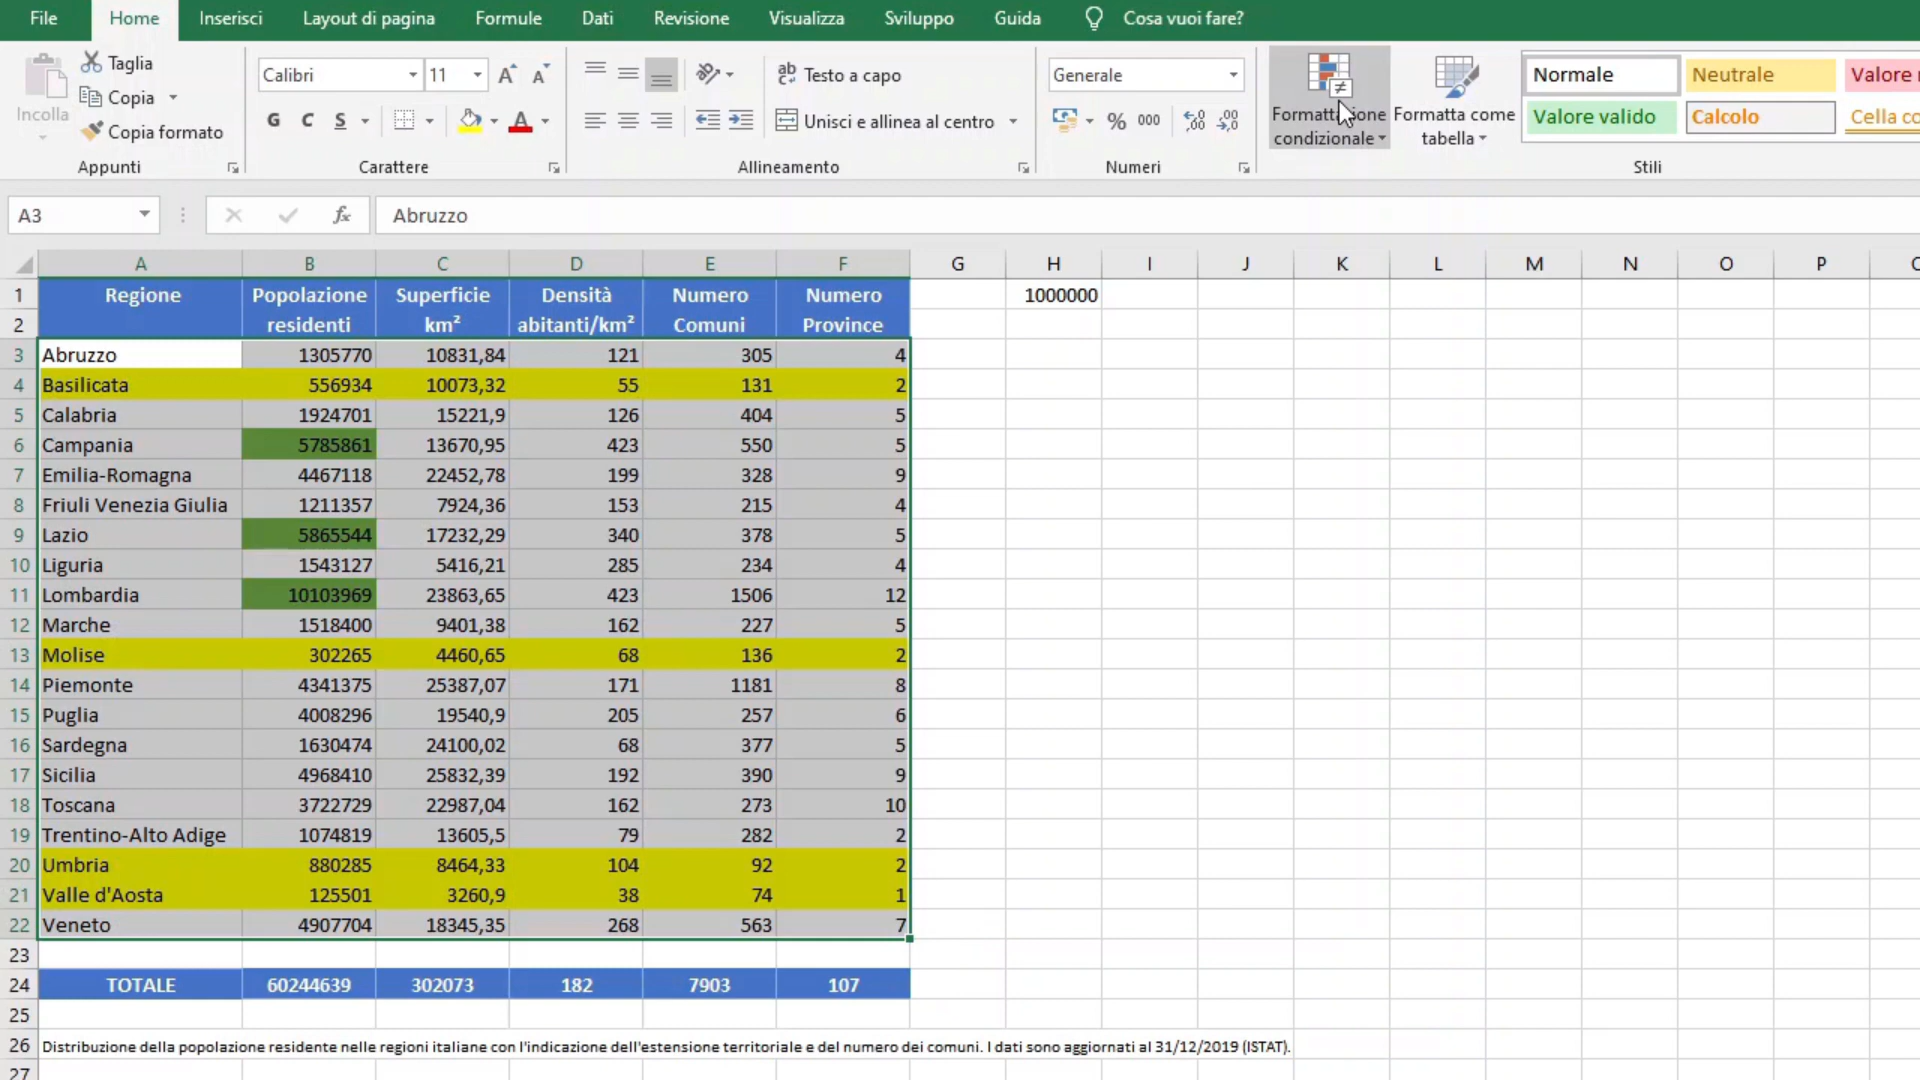 File Home Inserisci Layout di pagina Formule Dati Revisione Visualizza Sviluppo Guida Cosa vuoi fare?
Incolla
Taglia
Copia
Copia formato
Appunti
Calibri 11
G C S
Carattere
ab Testo a capo
Unisci e allinea al centro
Allineamento
Generale
% 000
Numeri
condizionale
Formatta come
tabella
Normale Neutrale Valore
Valore valido Calcolo Cella
Stili
A3 fx Abruzzo
A B C D E F G H I J K L M N O P
1 Regione Popolazione Superficie Densità Numero Numero 1000000
2 residenti km² abitanti/km² Comuni Province
3 Abruzzo 1305770 10831,84 121 305 4
4 Basilicata 556934 10073,32 55 131 2
5 Calabria 1924701 15221,9 126 404 5
6 Campania 5785861 13670,95 423 550 5
7 Emilia-Romagna 4467118 22452,78 199 328 9
8 Friuli Venezia Giulia 1211357 7924,36 153 215 4
9 Lazio 5865544 17232,29 340 378 5
10 Liguria 1543127 5416,21 285 234 4
11 Lombardia 10103969 23863,65 423 1506 12
12 Marche 1518400 9401,38 162 227 5
13 Molise 302265 4460,65 68 136 2
14 Piemonte 4341375 25387,07 171 1181 8
15 Puglia 4008296 19540,9 205 257 6
16 Sardegna 1630474 24100,02 68 377 5
17 Sicilia 4968410 25832,39 192 390 9
18 Toscana 3722729 22987,04 162 273 10
19 Trentino-Alto Adige 1074819 13605,5 79 282 2
20 Umbria 880285 8464,33 104 92 2
21 Valle d'Aosta 125501 3260,9 38 74 1
22 Veneto 4907704 18345,35 268 563 7
23
24 TOTALE 60244639 302073 182 7903 107
25
26 Distribuzione della popolazione residente nelle regioni italiane con l'indicazione dell'estensione territoriale e del numero dei comuni. I dati sono aggiornati al 31/12/2019 (ISTAT).
27